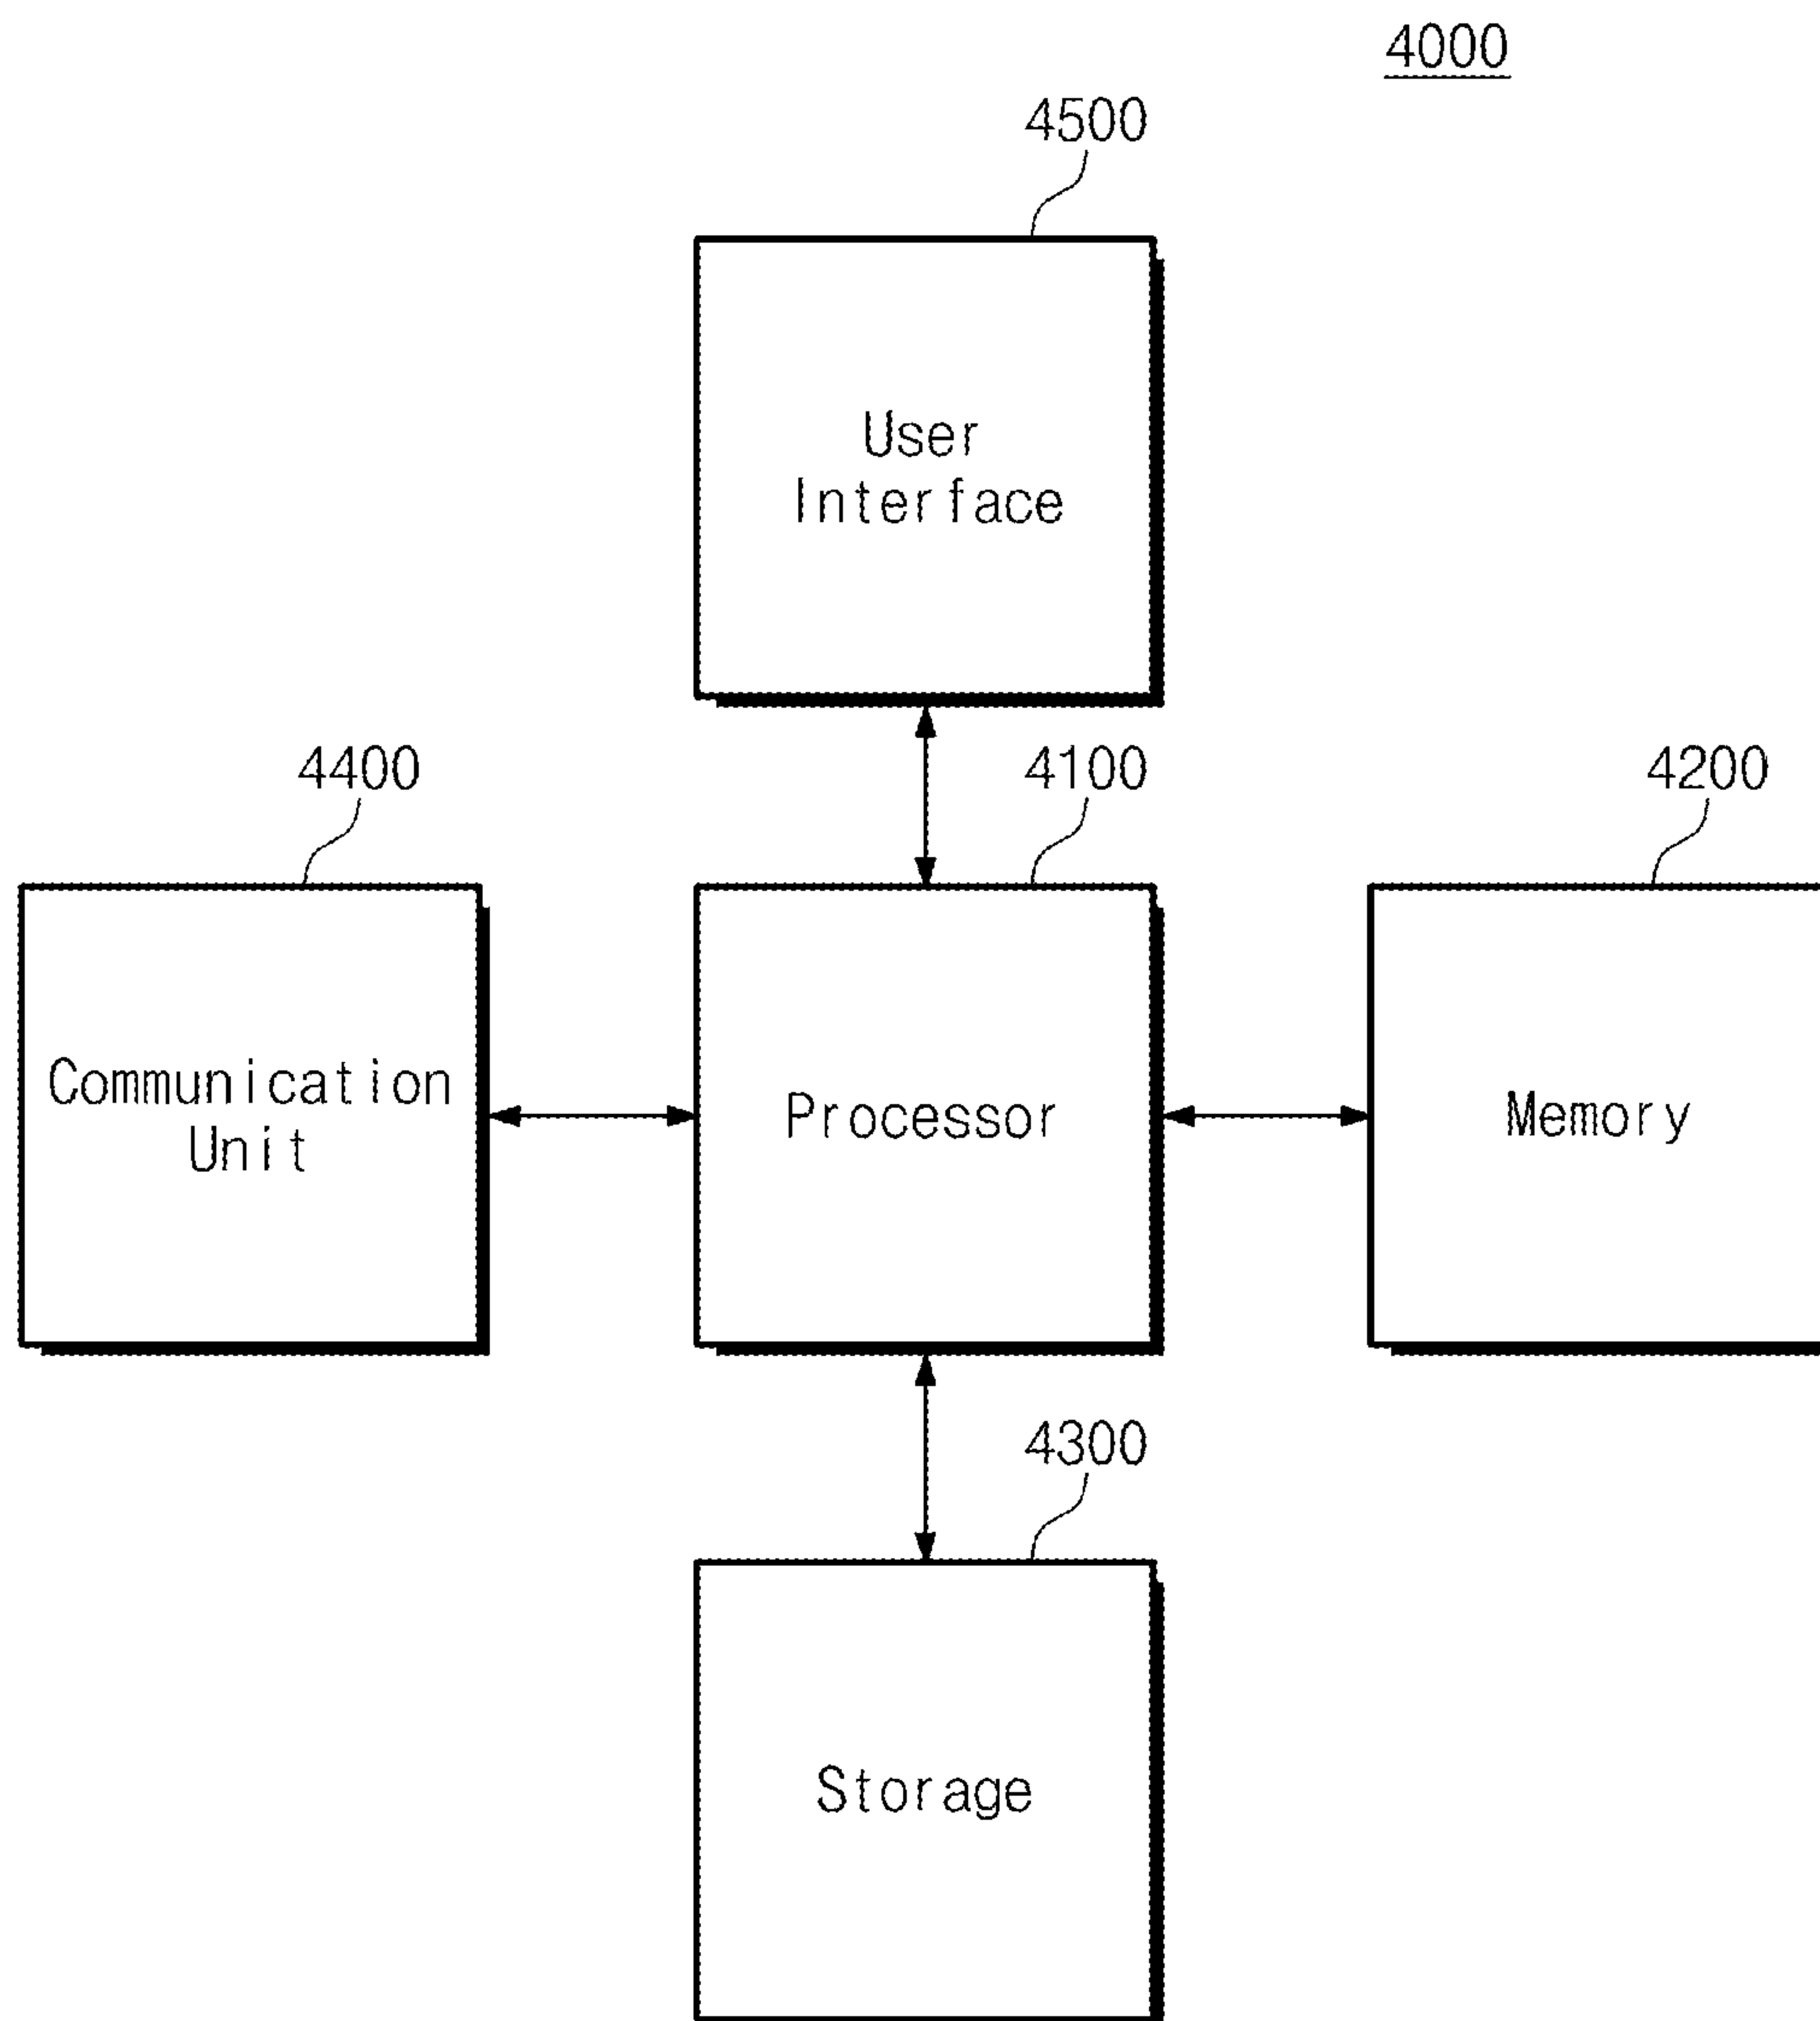 4000
4500
User
Interface
4400
4100
4200
Communication
Unit
Processor
Memory
4300
Storage